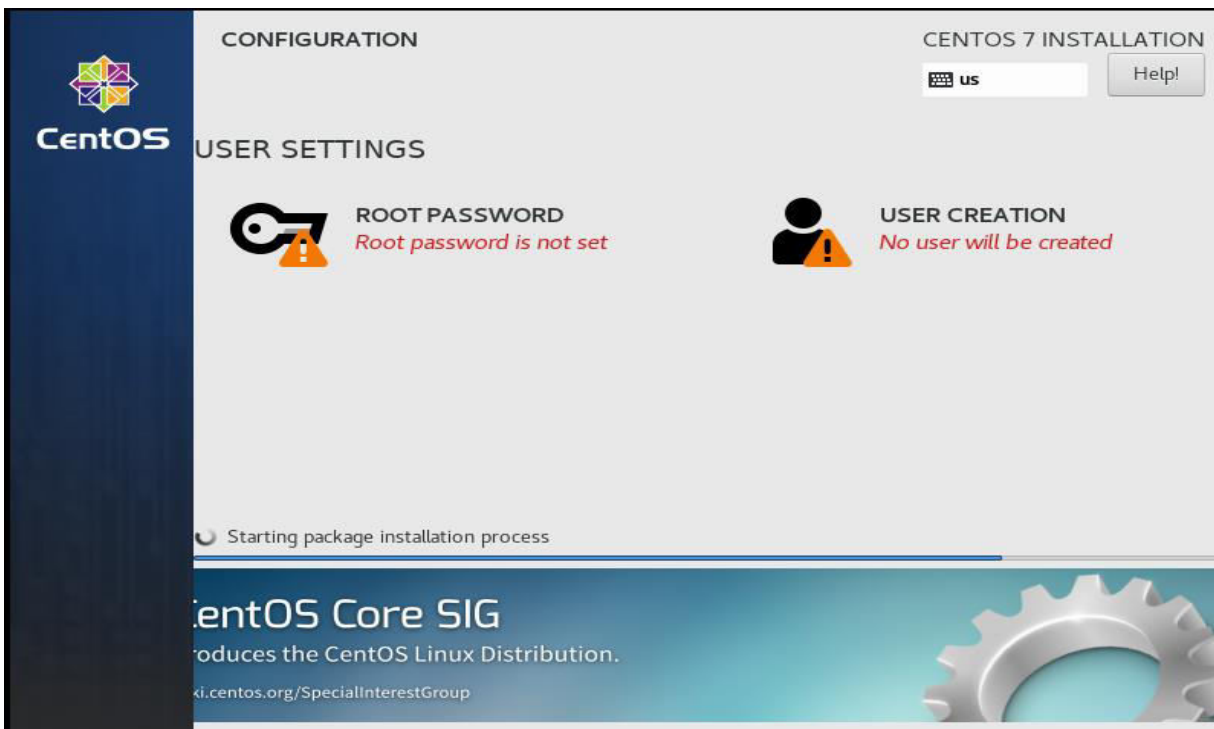 CONFIGURATION
CENTOS 7 INSTALLATION
us
Help!
CentOS
USER SETTINGS
ROOT PASSWORD
Root password is not set
USER CREATION
No user will be created
Starting package installation process
entOS Core SIG
oduces the CentOS Linux Distribution.
ki.centos.org/SpecialInterestGroup